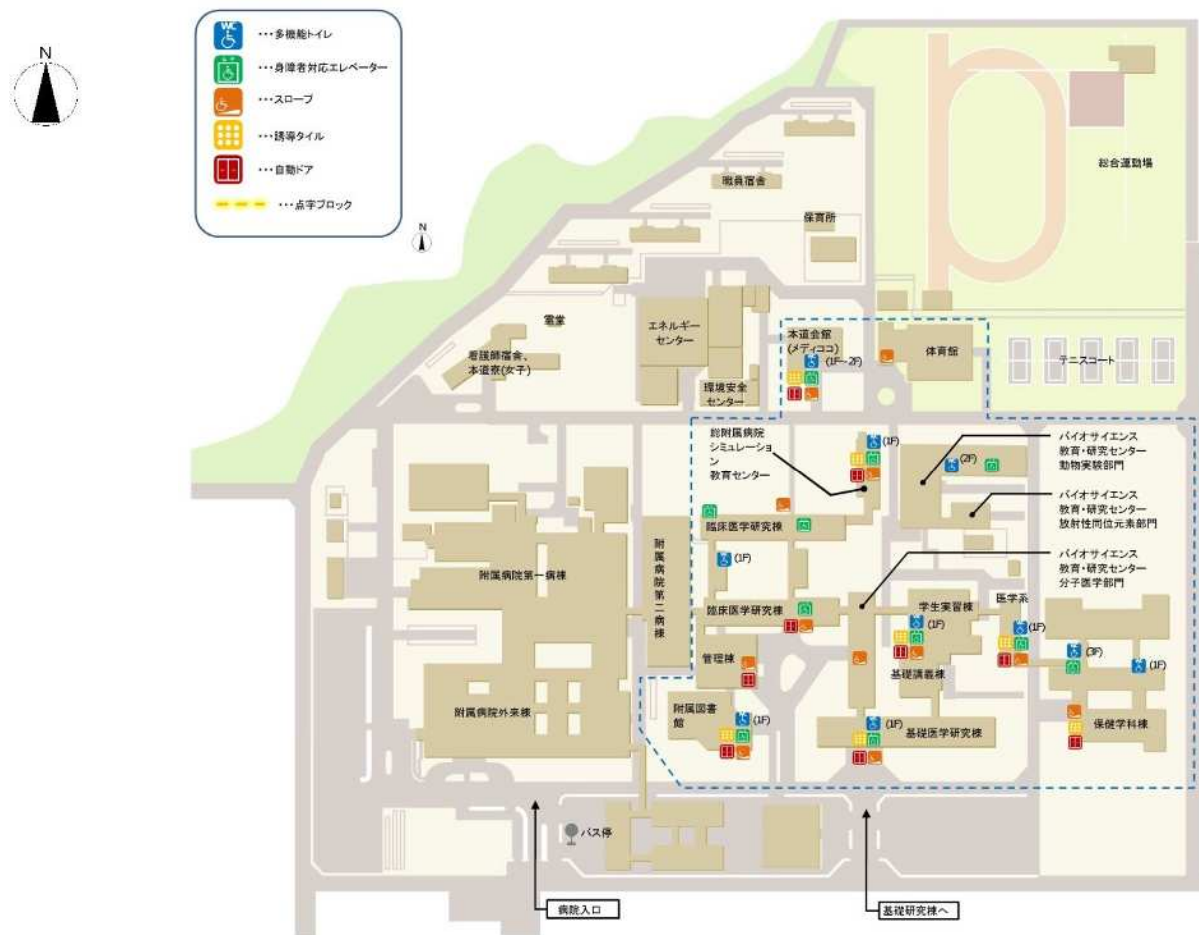 N
WC
・・・多機能トイレ
・・・身障者対応エレベーター
・・・スロープ
・・・誘導タイル
・・・自動ドア
・・・点字ブロック
N
総合運動場
職員宿舎
保育所
霊堂
エネルギー
センター
看護師宿舎、
本道寮(女子)
環境安全
センター
本道会館
(メディココ)
(1F～2F)
体育館
テニスコート
総附属病院
シミュレーショ
ン
教育センター
(1F)
(2F)
バイオサイエンス
教育・研究センター
動物実験部門
バイオサイエンス
教育・研究センター
放射性同位元素部門
バイオサイエンス
教育・研究センター
分子医学部門
臨床医学研究棟
(1F)
附属病院第一病棟
附属病院第二病棟
臨床医学研究棟
学生実習棟
(1F)
医学系
(1F)
(3F)
(1F)
管理棟
基礎講義棟
附属病院外来棟
附属図書
館
(1F)
(1F)
基礎医学研究棟
保健学科棟
バス停
病院入口
基礎研究棟へ